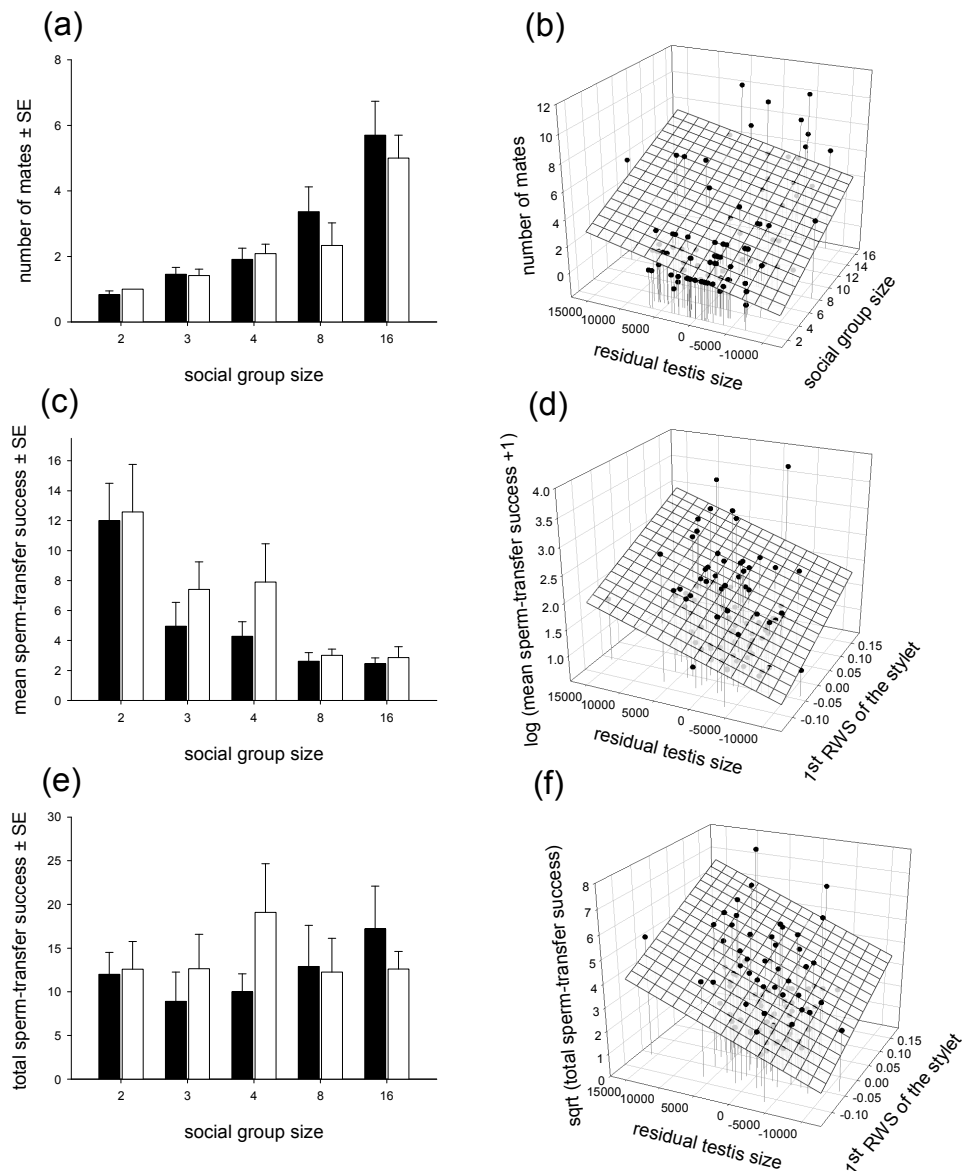 (a)
number of mates ± SE
8
6
4
2
0
2 3 4 8 16
social group size
(b)
number of mates
12
10
8
6
4
2
0
15000 10000 5000 0 -5000 -10000
residual testis size
2 4 6 8 10 12 14 16
social group size
(c)
mean sperm-transfer success ± SE
16
14
12
10
8
6
4
2
0
2 3 4 8 16
social group size
(d)
log (mean sperm-transfer success +1)
4.0
3.5
3.0
2.5
2.0
1.5
1.0
15000 10000 5000 0 -5000 -10000
residual testis size
-0.10 -0.05 0.00 0.05 0.10 0.15
1st RWS of the stylet
(e)
total sperm-transfer success ± SE
30
25
20
15
10
5
0
2 3 4 8 16
social group size
(f)
sqrt (total sperm-transfer success)
8
7
6
5
4
3
2
1
0
15000 10000 5000 0 -5000 -10000
residual testis size
-0.10 -0.05 0.00 0.05 0.10 0.15
1st RWS of the stylet